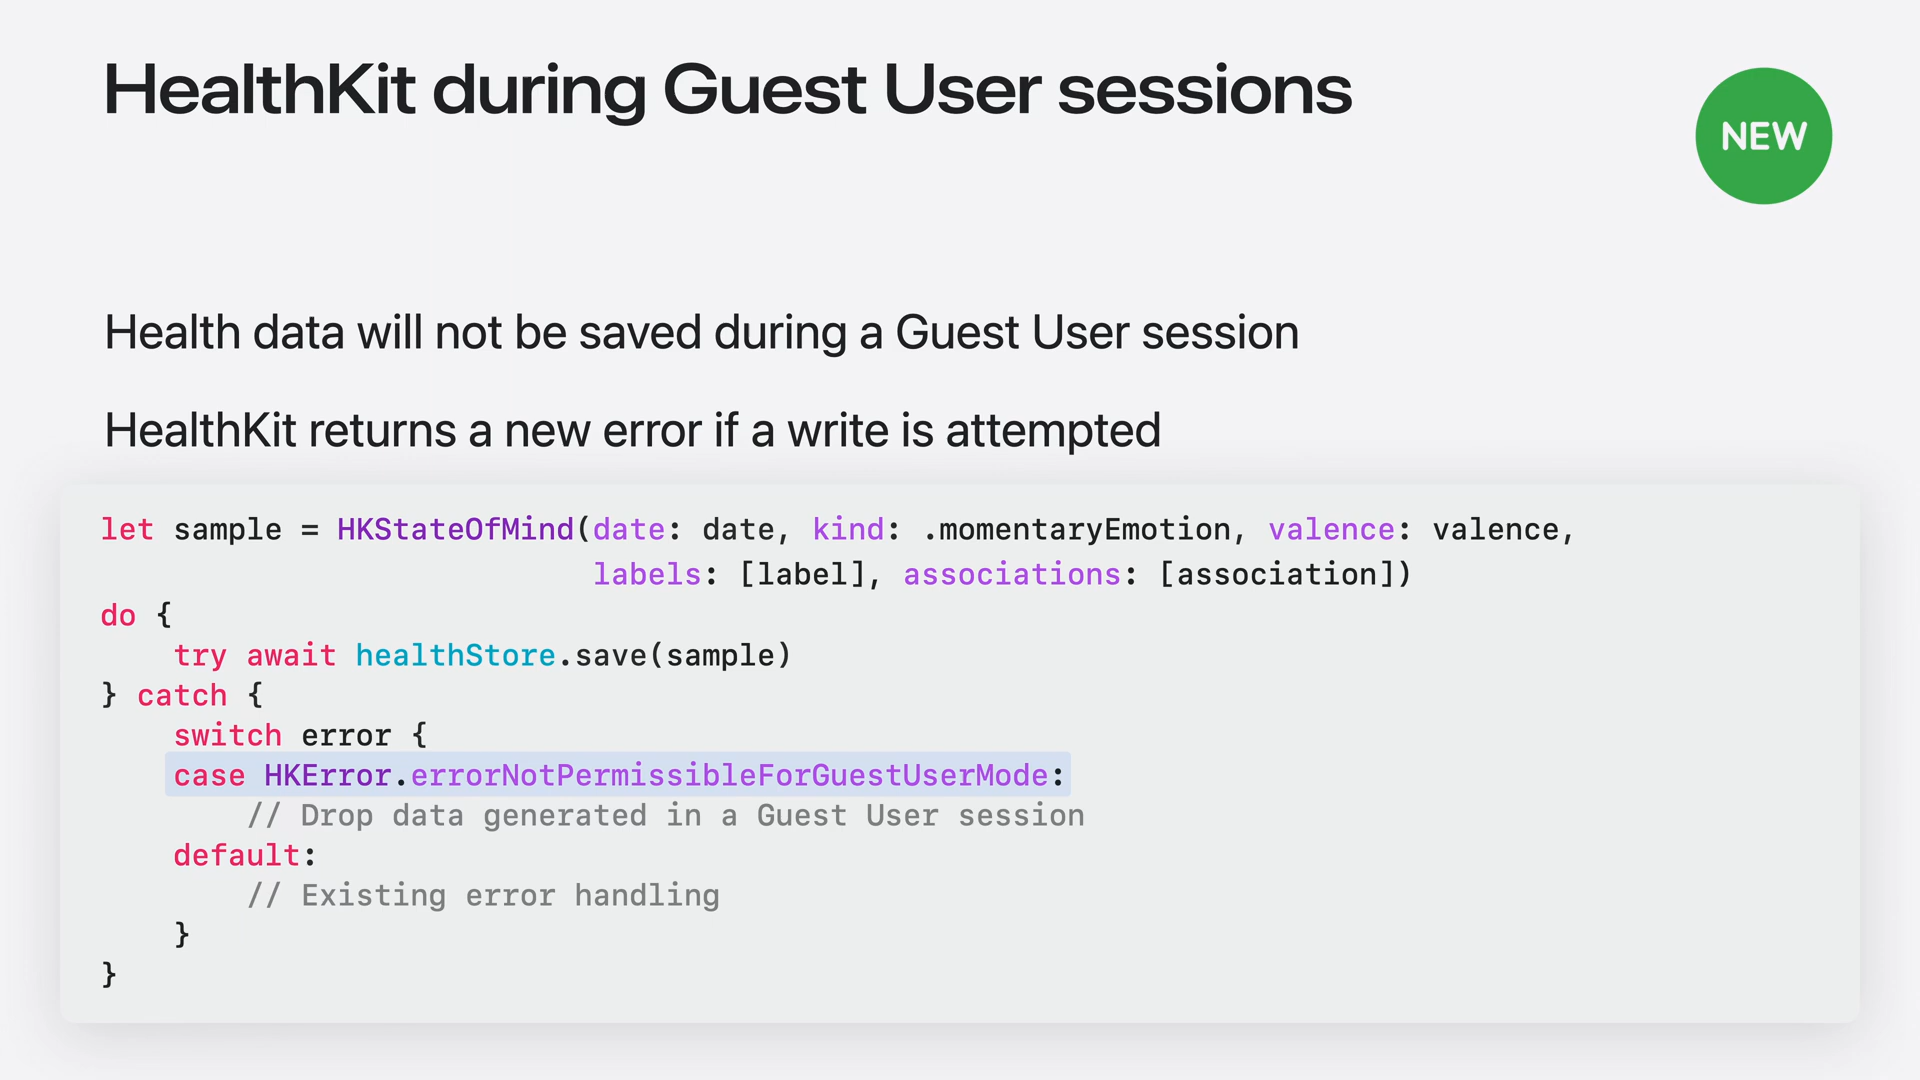 HealthKit during Guest User sessions
NEW
Health data will not be saved during a Guest User session
HealthKit returns a new error if a write is attempted
let sample = HKStateOfMind(date: date, kind: .momentaryEmotion, valence: valence,
                           labels: [label], associations: [association])
do {
    try await healthStore.save(sample)
} catch {
    switch error {
    case HKError.errorNotPermissibleForGuestUserMode:
        // Drop data generated in a Guest User session
    default:
        // Existing error handling
    }
}